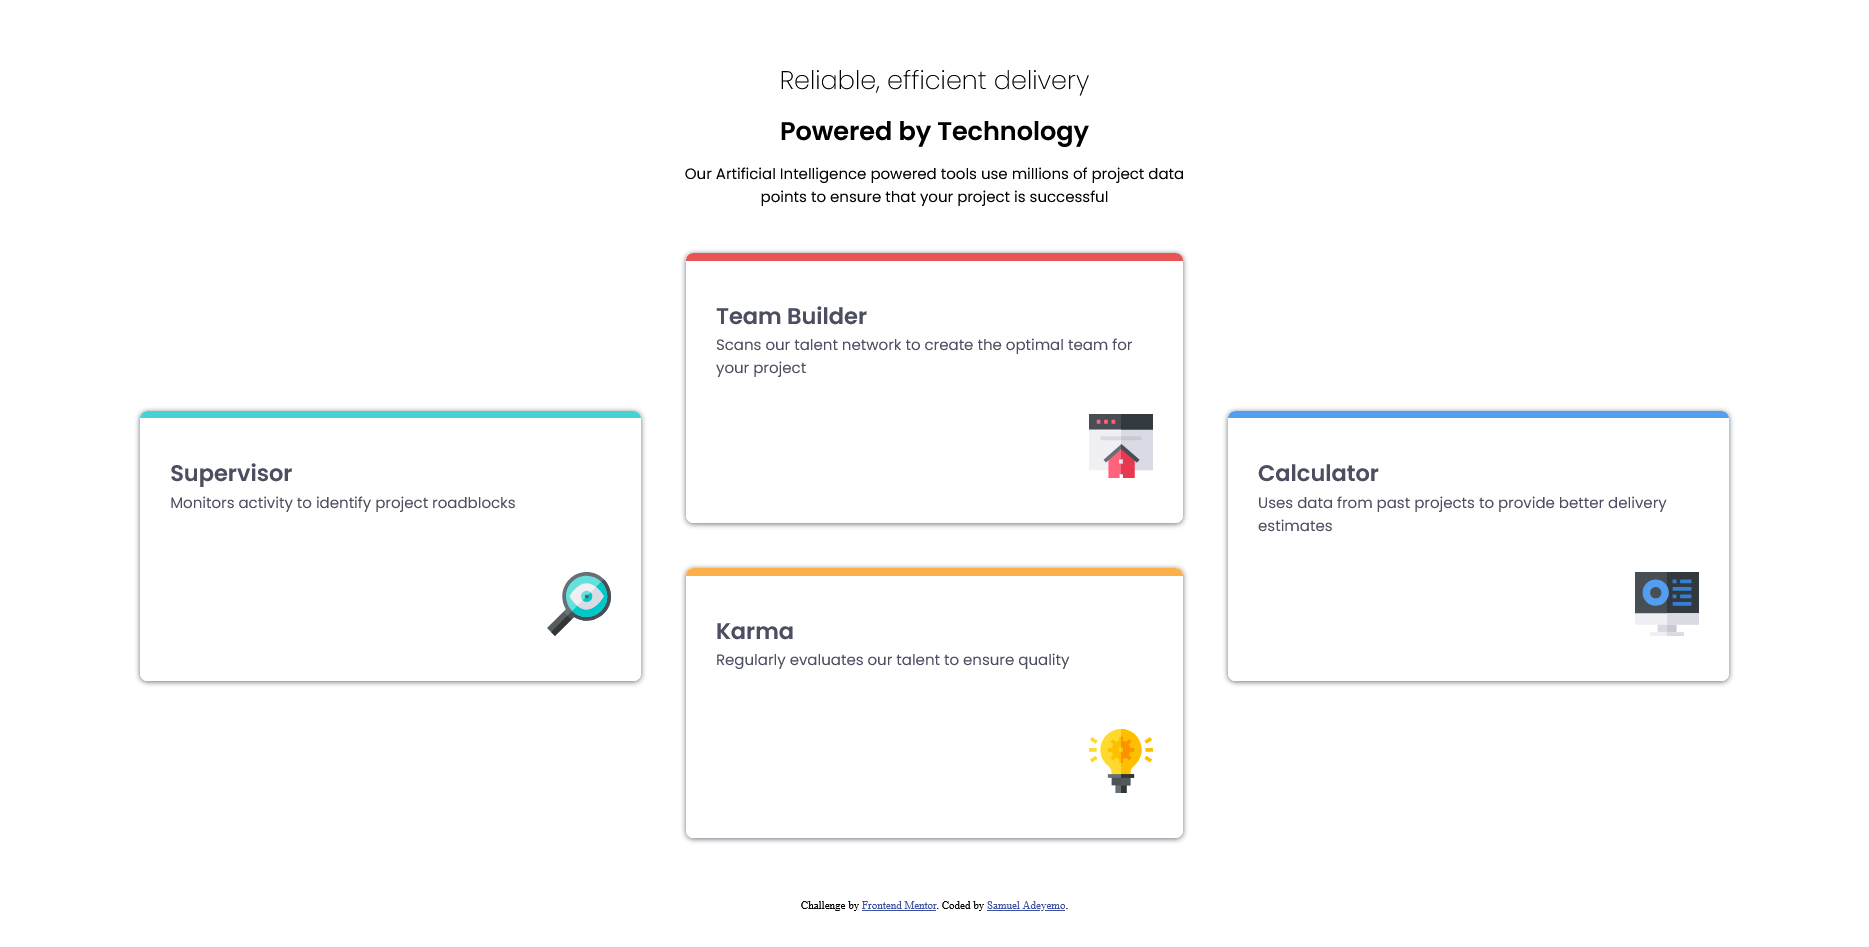 Reliable, efficient delivery
Powered by Technology
Our Artificial Intelligence powered tools use millions of project data
points to ensure that your project is successful
Team Builder
Scans our talent network to create the optimal team for
your project
Supervisor
Monitors activity to identify project roadblocks
Calculator
Uses data from past projects to provide better delivery
estimates
Karma
Regularly evaluates our talent to ensure quality
Challenge by Frontend Mentor. Coded by Samuel Adeyemo.